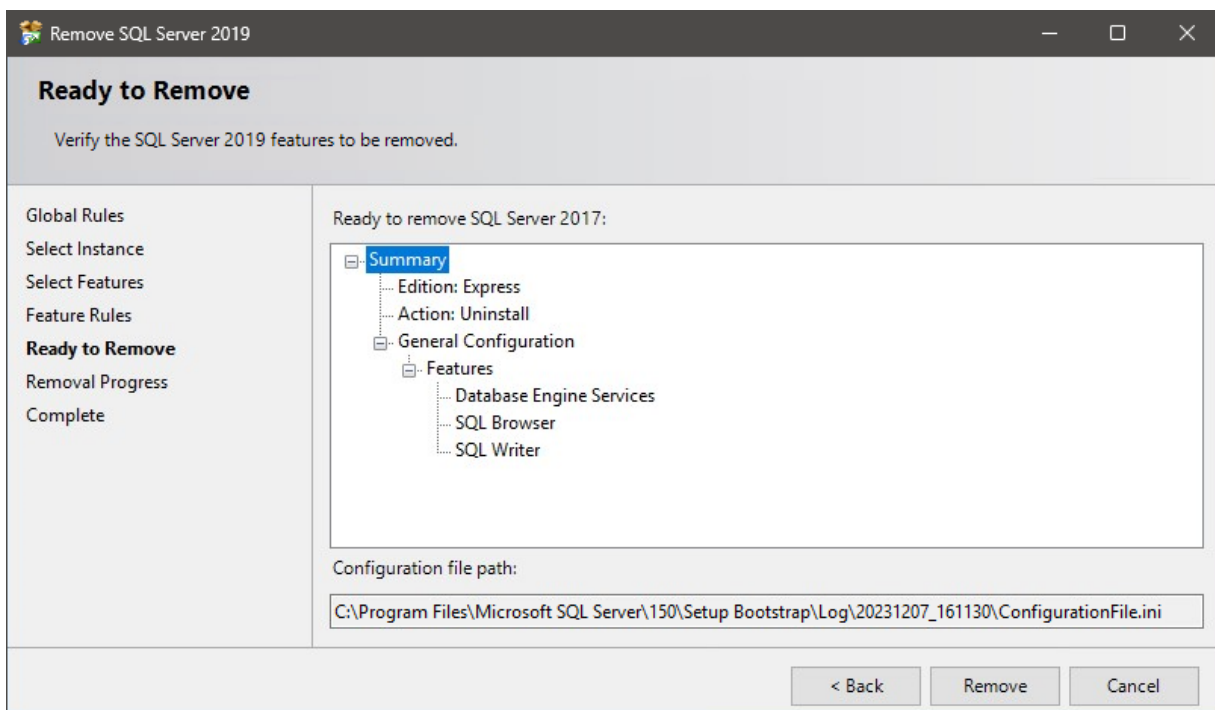 Remove SQL Server 2019
Ready to Remove
Verify the SQL Server 2019 features to be removed.
Global Rules
Select Instance
Select Features
Feature Rules
Ready to Remove
Removal Progress
Complete
Ready to remove SQL Server 2017:
Summary
Edition: Express
Action: Uninstall
General Configuration
Features
Database Engine Services
SQL Browser
SQL Writer
Configuration file path:
C:\Program Files\Microsoft SQL Server\150\Setup Bootstrap\Log\20231207_161130\ConfigurationFile.ini
< Back Remove Cancel